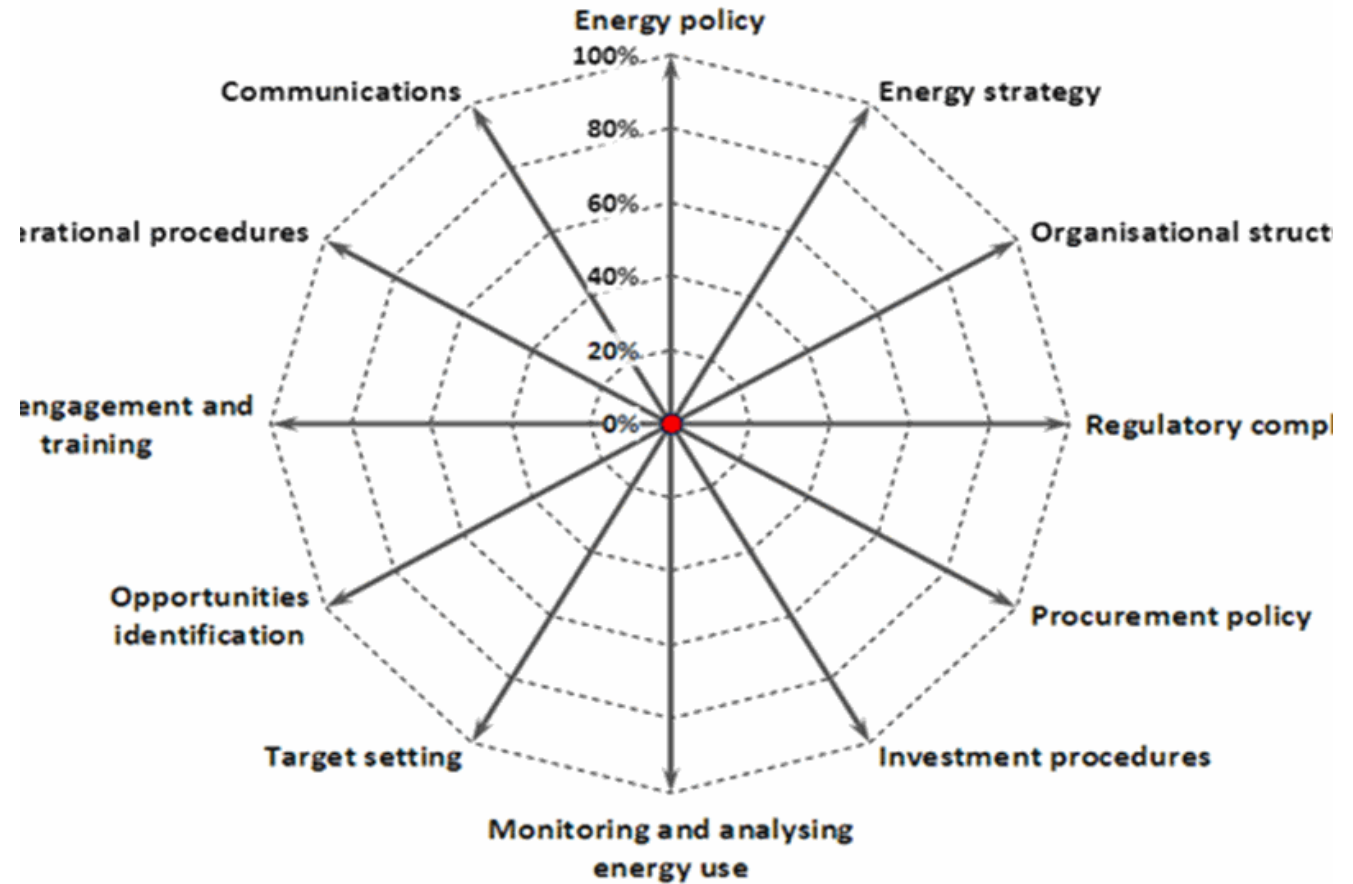 Energy policy
100%
Communications
Energy strategy
80%
60%
erational procedures
Organisational struct
40%
20%
engagement and
training
0%
Regulatory compl
Opportunities
identification
Procurement policy
Target setting
Investment procedures
Monitoring and analysing
energy use